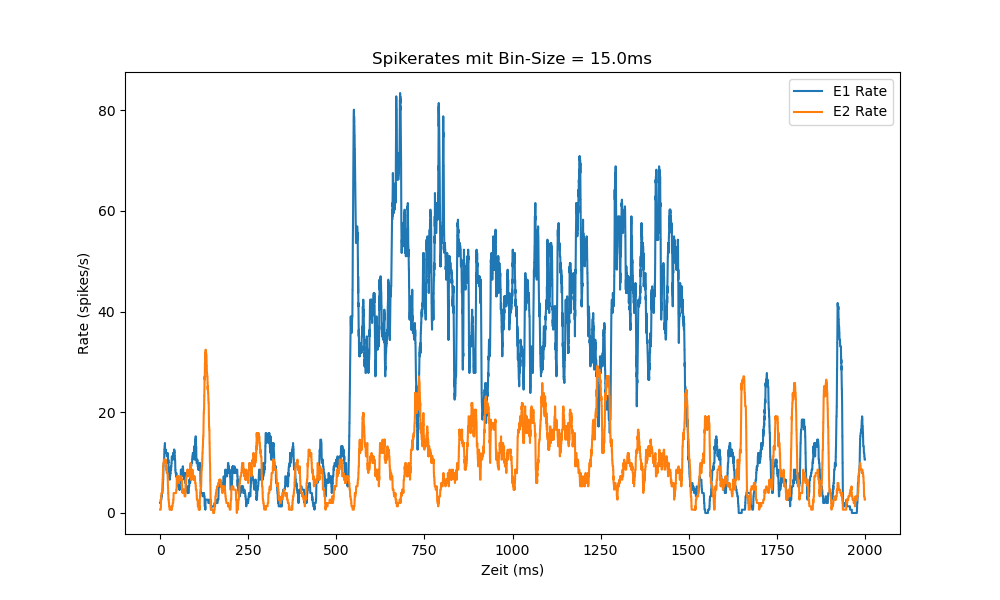 Spikerates mit Bin-Size = 15.0ms
E1 Rate
E2 Rate
Rate (spikes/s)
80
60
40
20
0
0 250 500 750 1000 1250 1500 1750 2000
Zeit (ms)